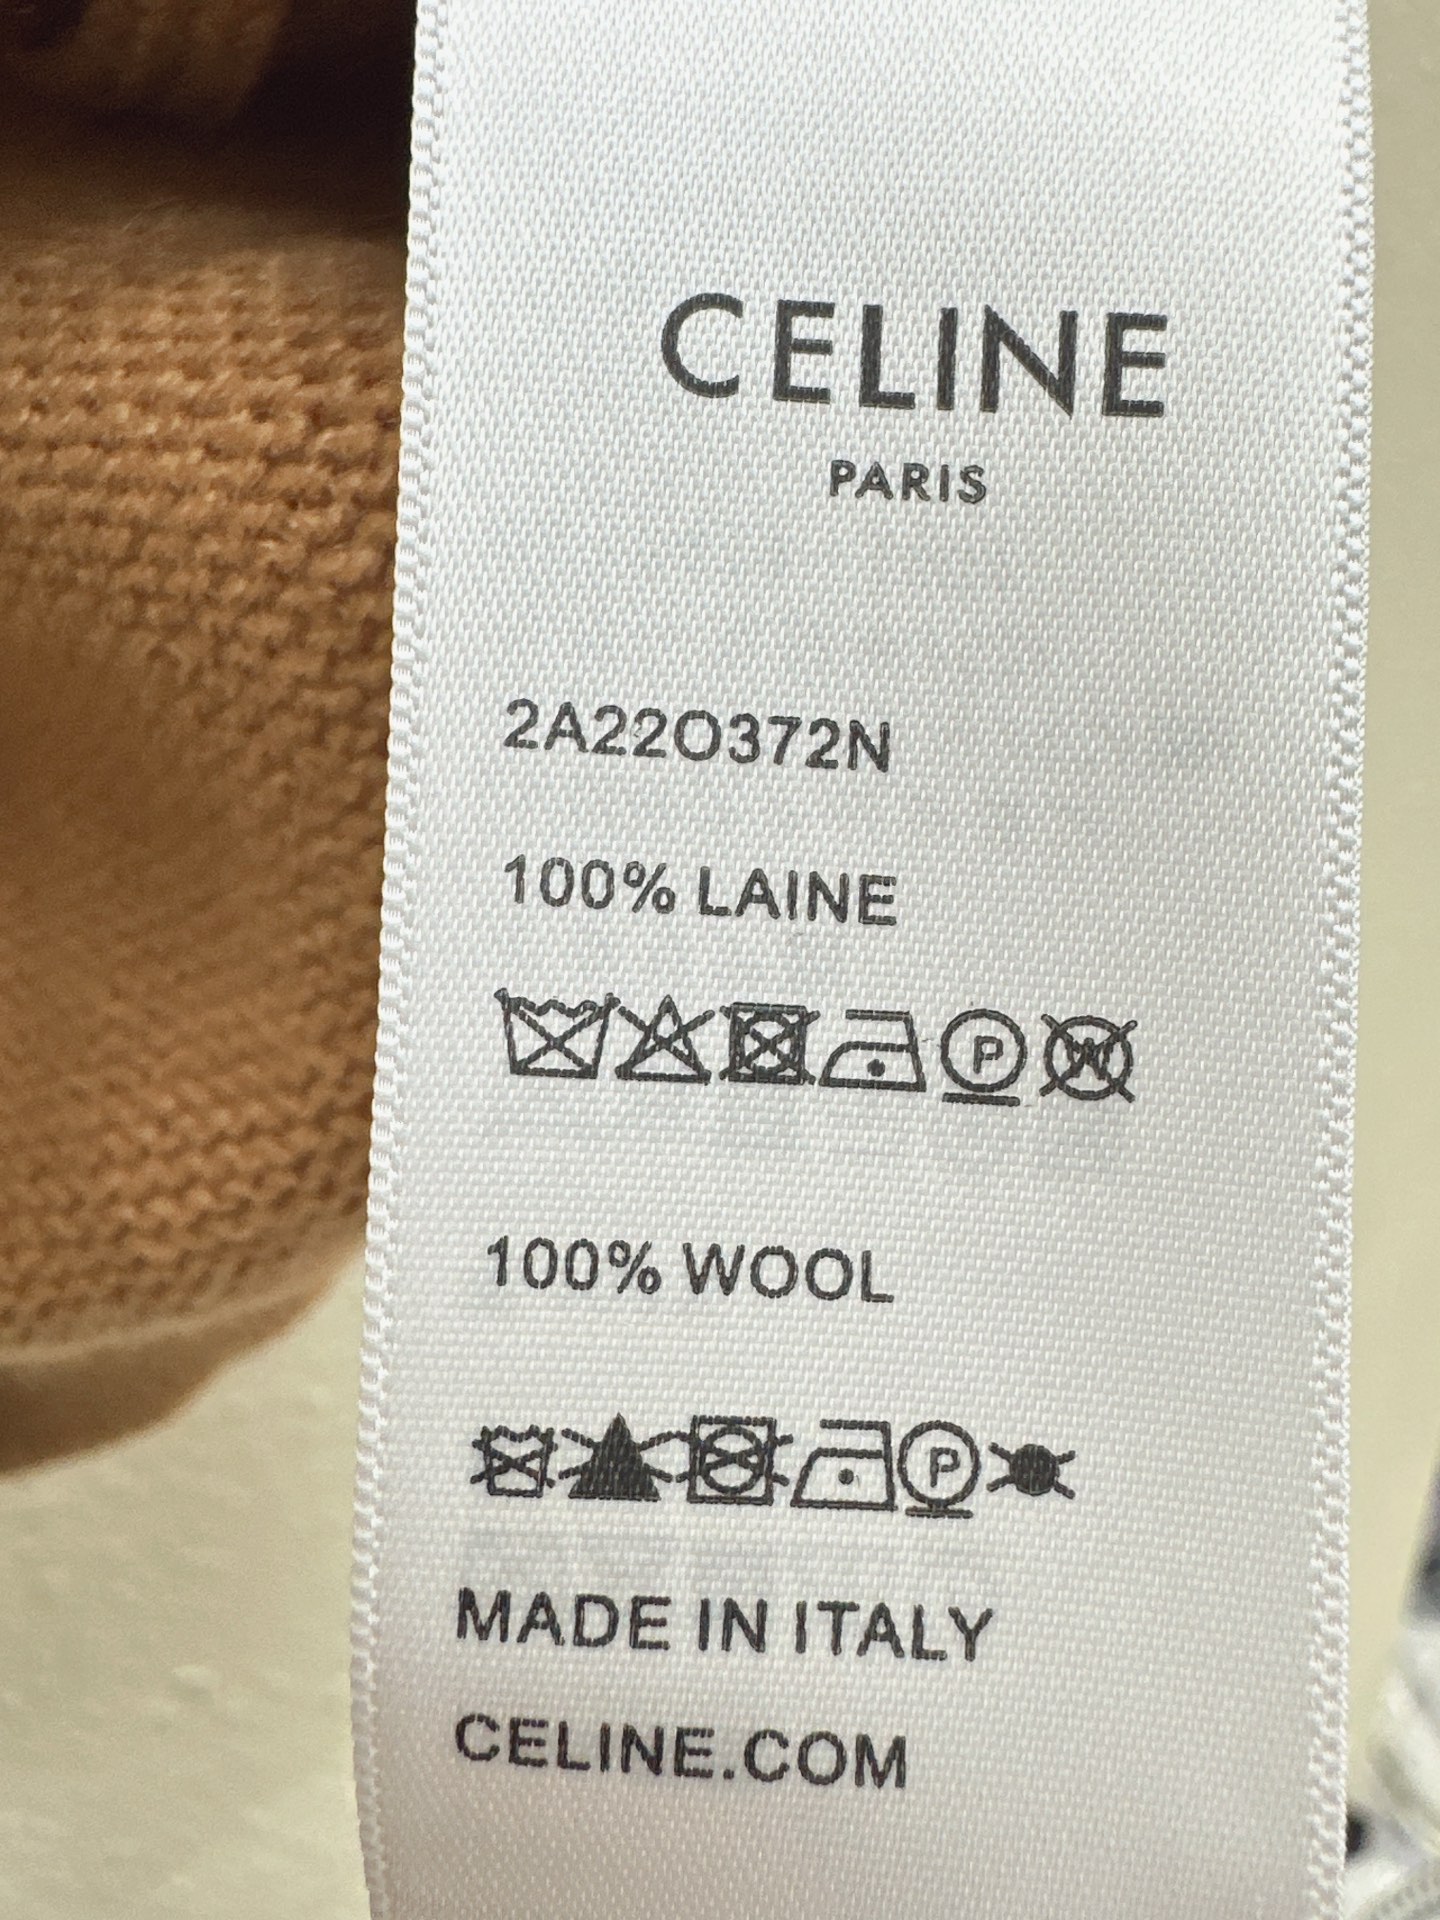 CELINE
PARIS
2A22O372N
100% LAINE
P W
100% WOOL
P
MADE IN ITALY
CELINE.COM